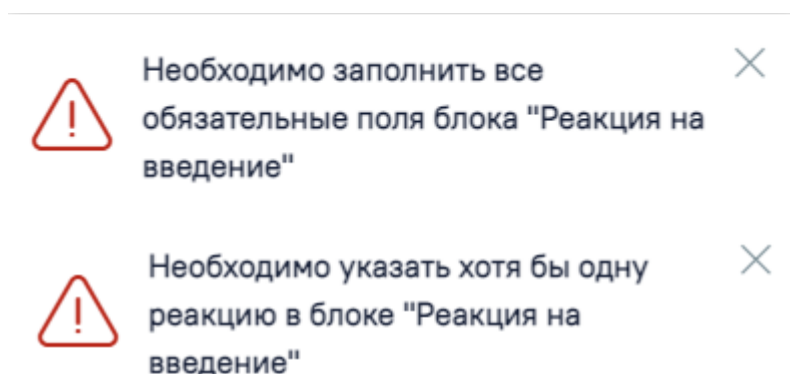 Необходимо заполнить все
обязательные поля блока "Реакция на
введение"
Необходимо указать хотя бы одну
реакцию в блоке "Реакция на
введение"